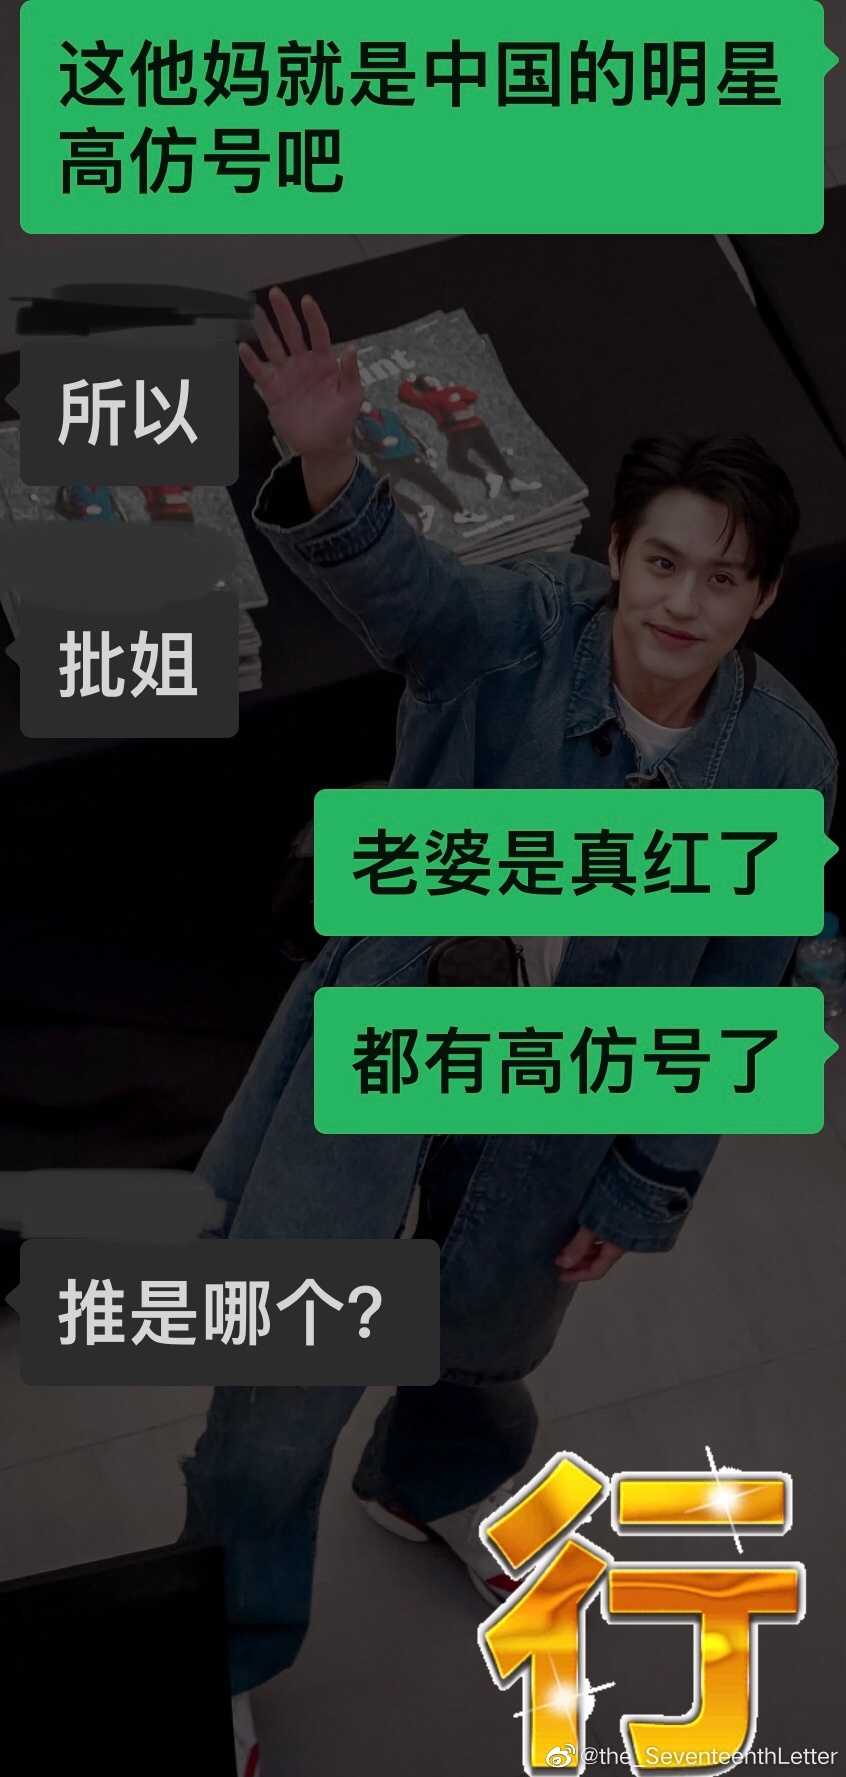 这他妈就是中国的明星
高仿号吧
所以
批姐
老婆是真红了
都有高仿号了
推是哪个?
行
@the_SeventeenthLetter